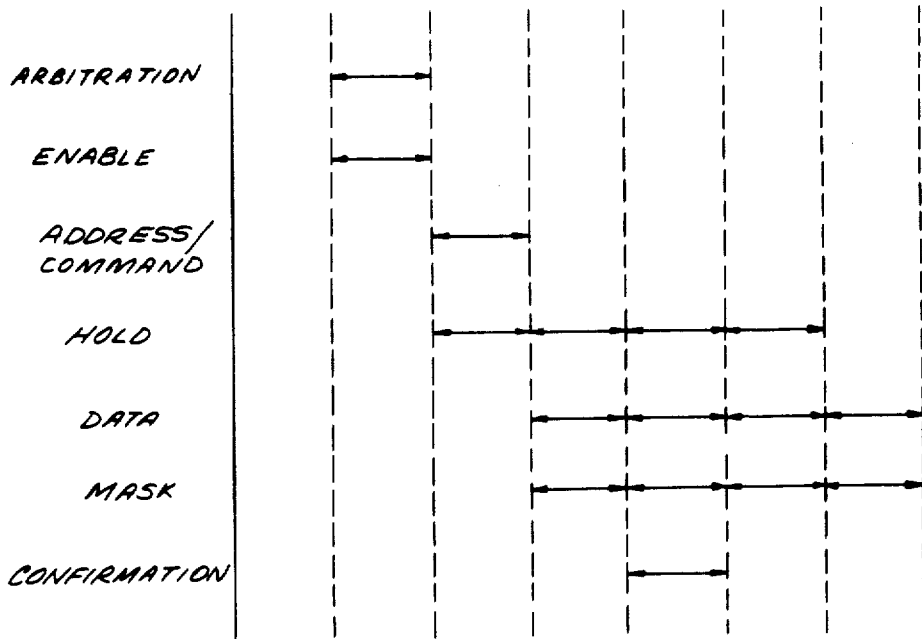 ARBITRATION
ENABLE
ADDRESS/
COMMAND
HOLD
DATA
MASK
CONFIRMATION